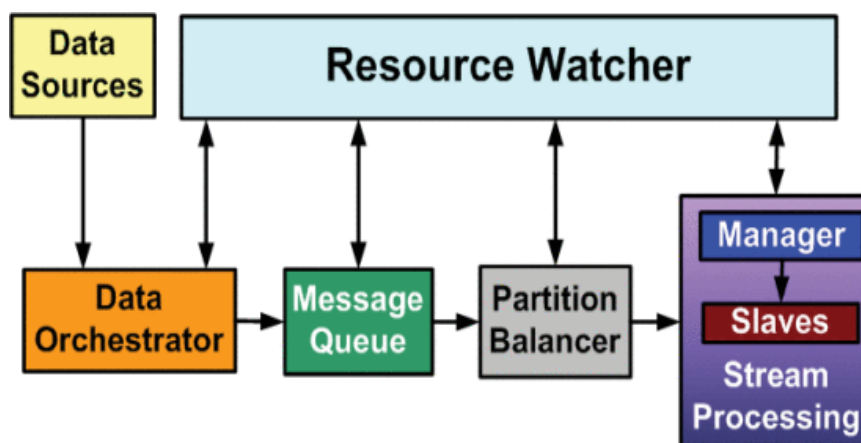 Data
Sources
Resource Watcher
Data
Orchestrator
Message
Queue
Partition
Balancer
Manager
Slaves
Stream
Processing